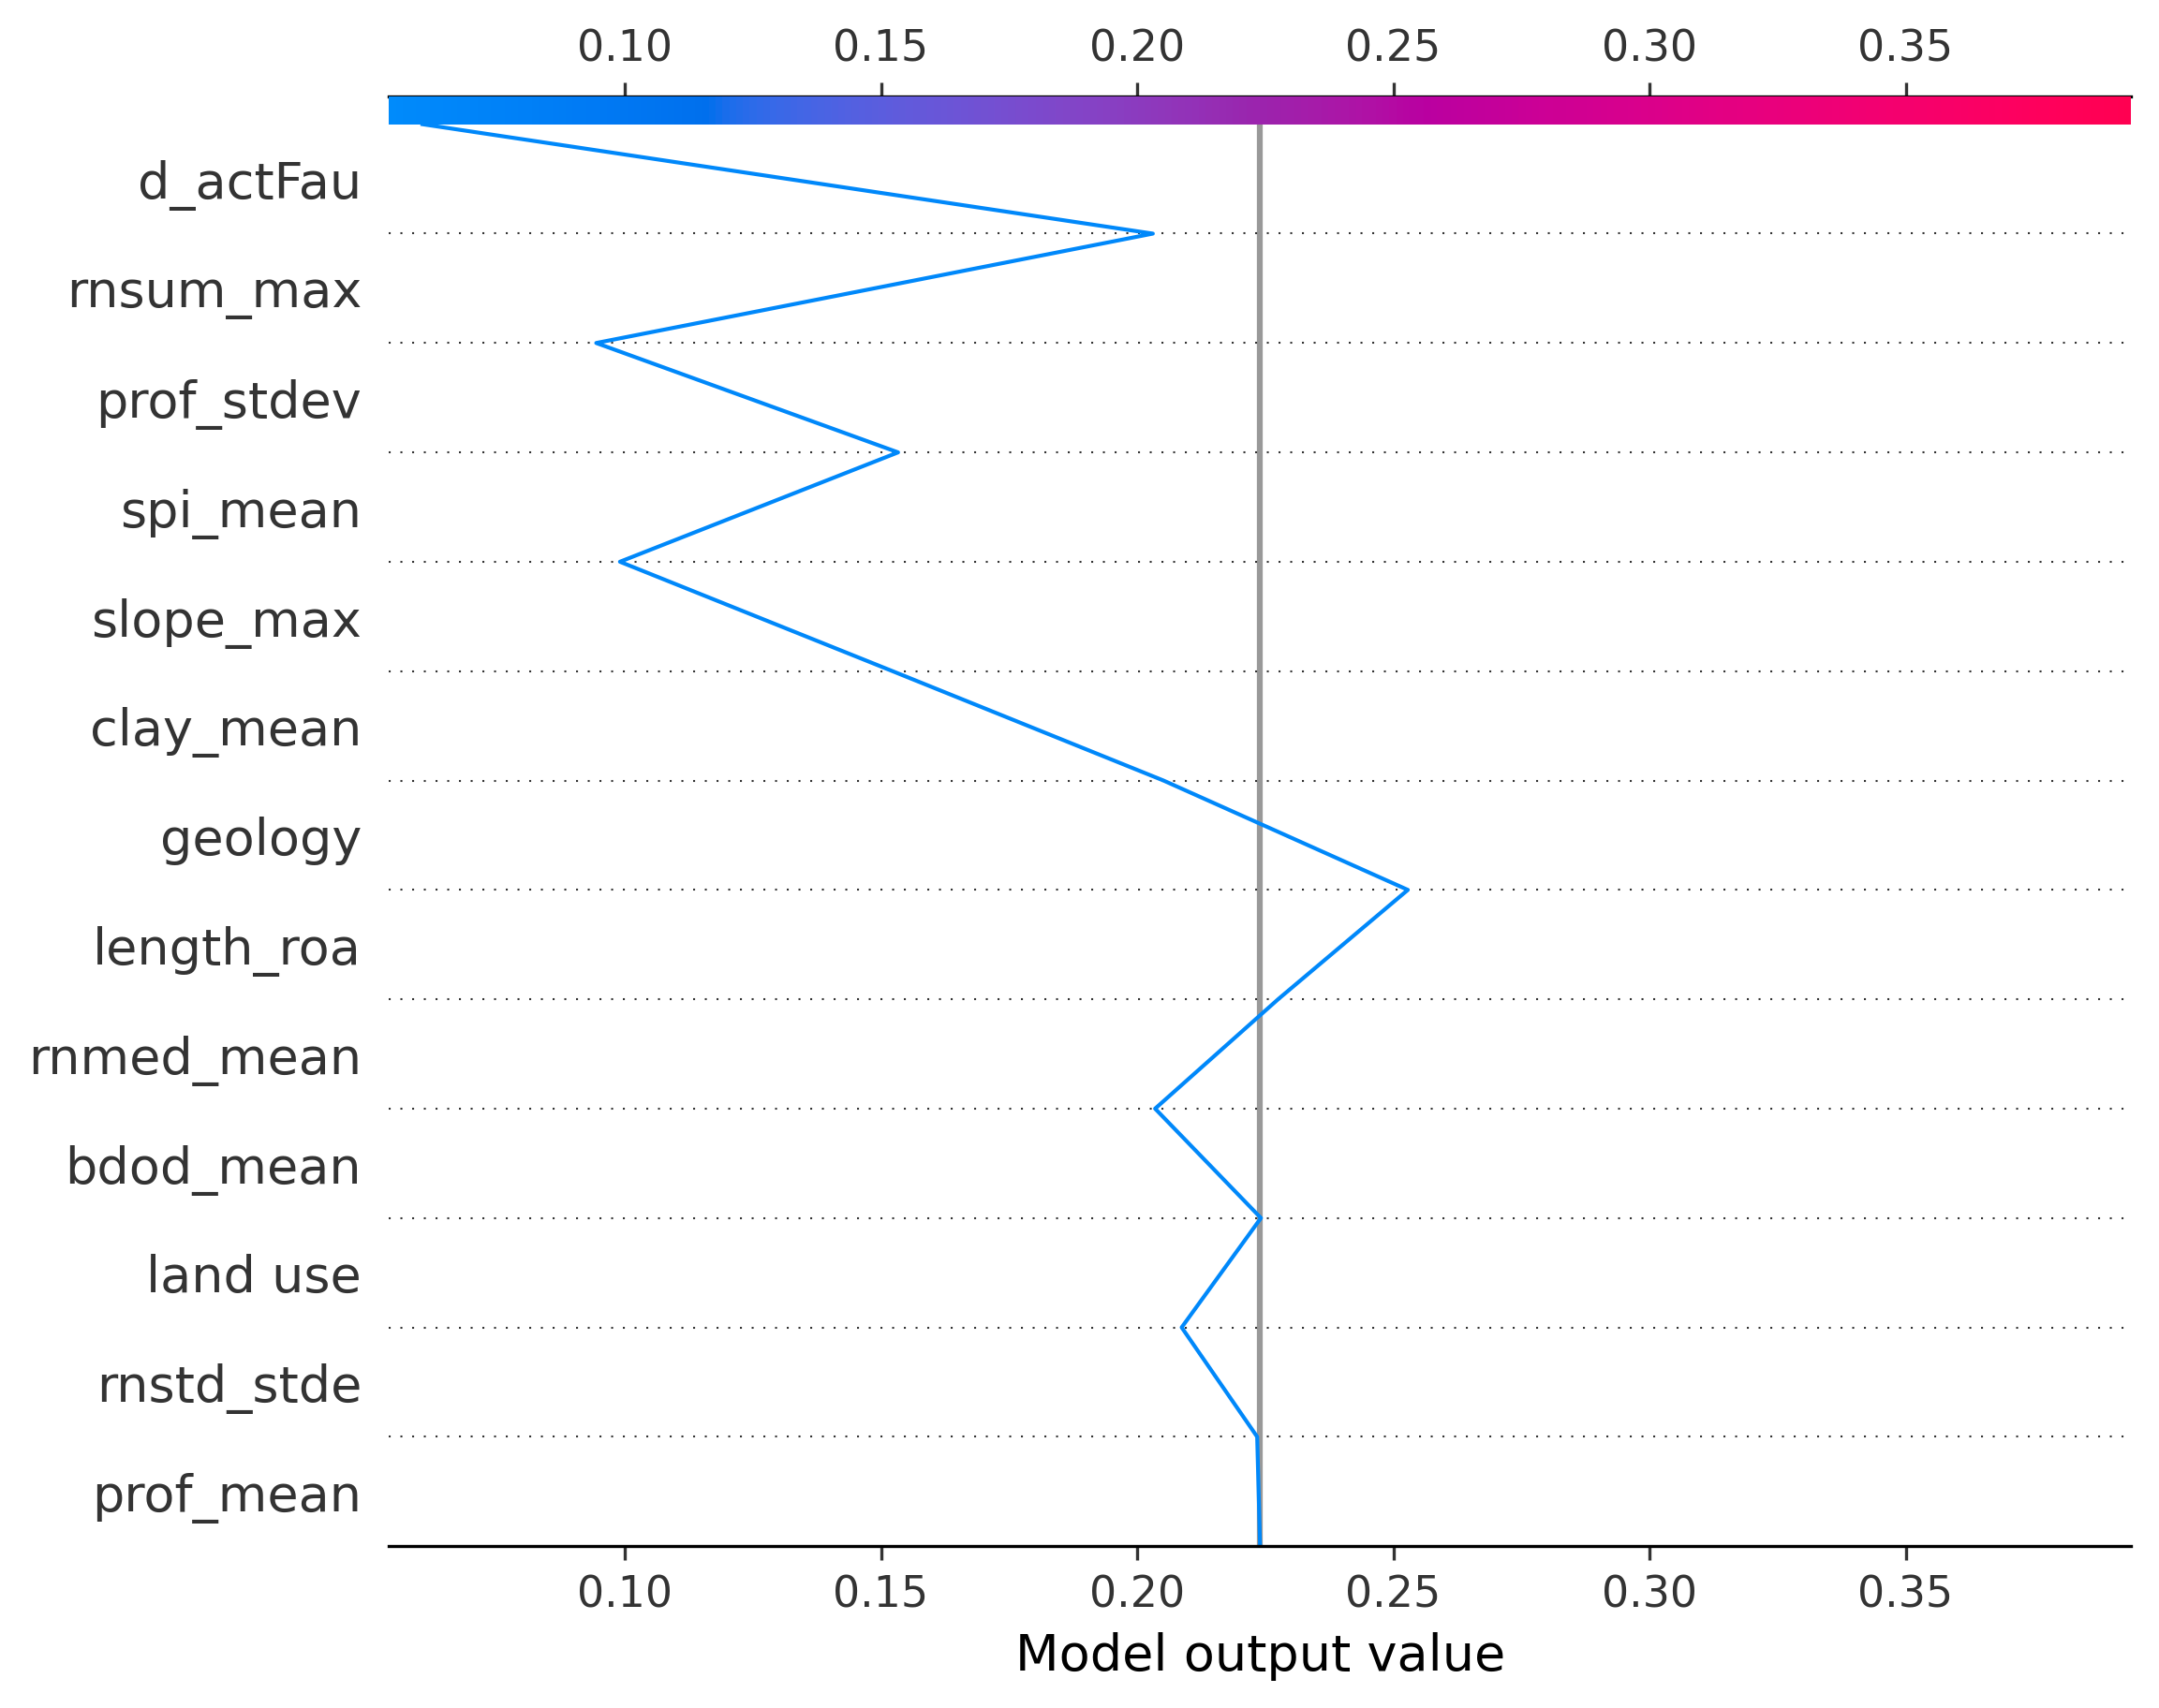 0.10 0.15 0.20 0.25 0.30 0.35
d_actFau
rnsum_max
prof_stdev
spi_mean
slope_max
clay_mean
geology
length_roa
rnmed_mean
bdod_mean
land use
rnstd_stde
prof_mean
0.10 0.15 0.20 0.25 0.30 0.35
Model output value